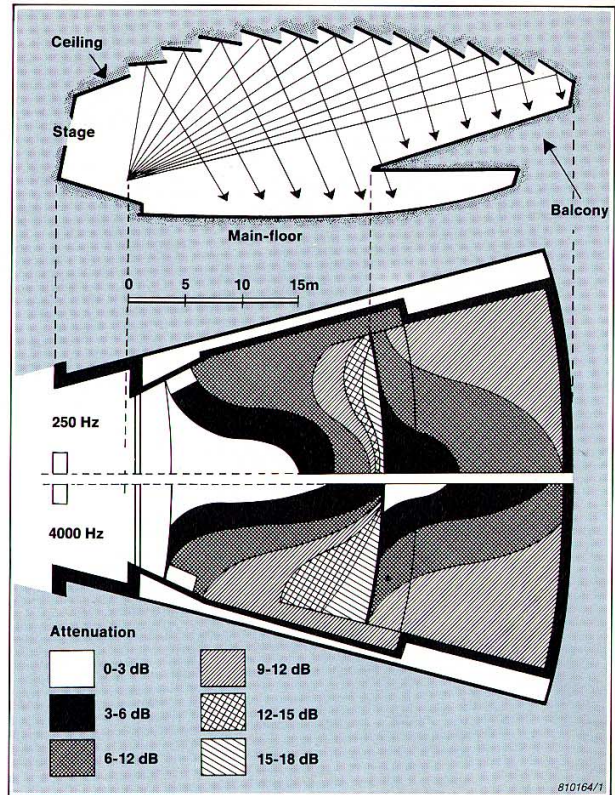 Ceiling
Stage
Balcony
Main-floor
0 5 10 15m
250 Hz
4000 Hz
Attenuation
0-3 dB
9-12 dB
3-6 dB
12-15 dB
6-12 dB
15-18 dB
810164/1